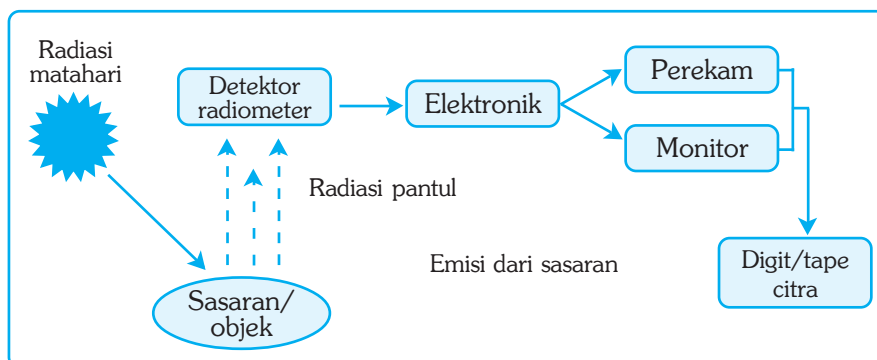 Radiasi
matahari
Detektor
radiometer
Elektronik
Perekam
Monitor
Radiasi pantul
Emisi dari sasaran
Sasaran/
objek
Digit/tape
citra